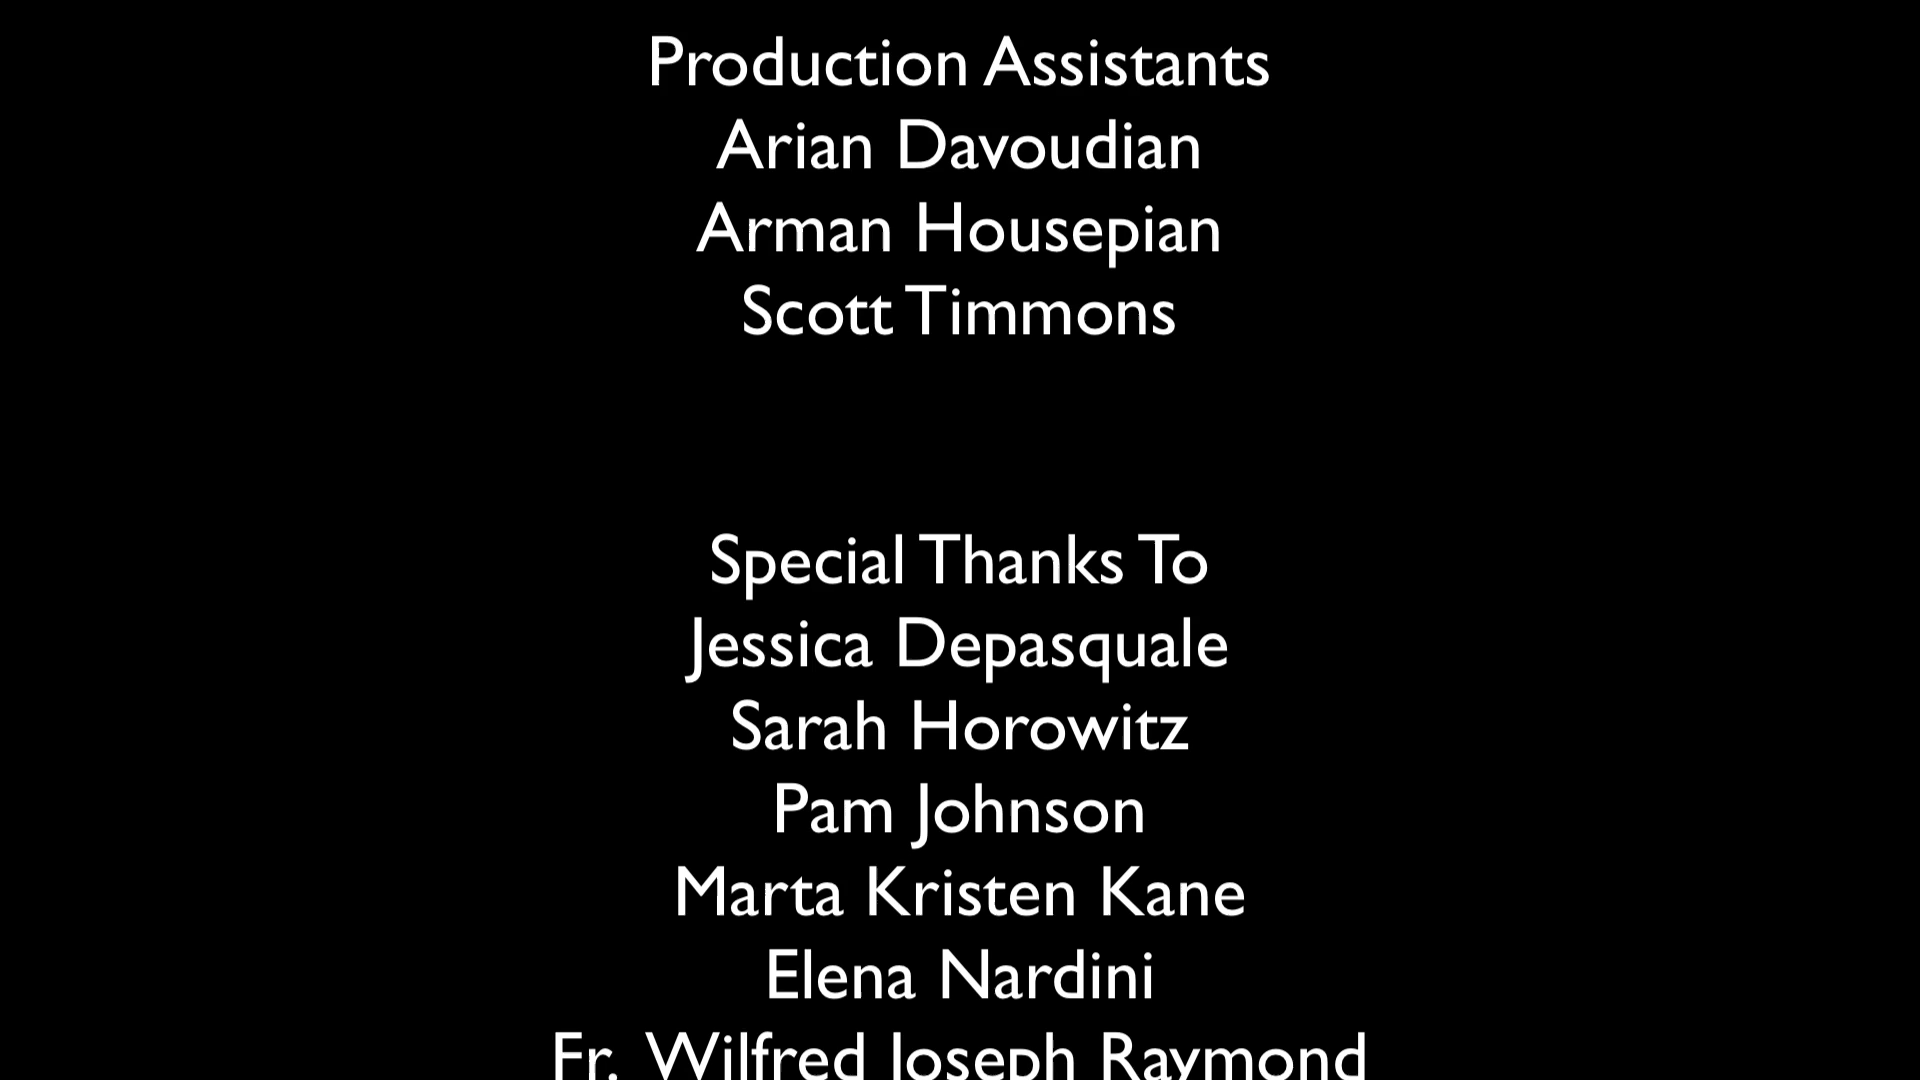 Production Assistants
Arian Davoudian
Arman Housepian
Scott Timmons
Special Thanks To
Jessica Depasquale
Sarah Horowitz
Pam Johnson
Marta Kristen Kane
Elena Nardini
Fr. Wilfred Joseph Raymond